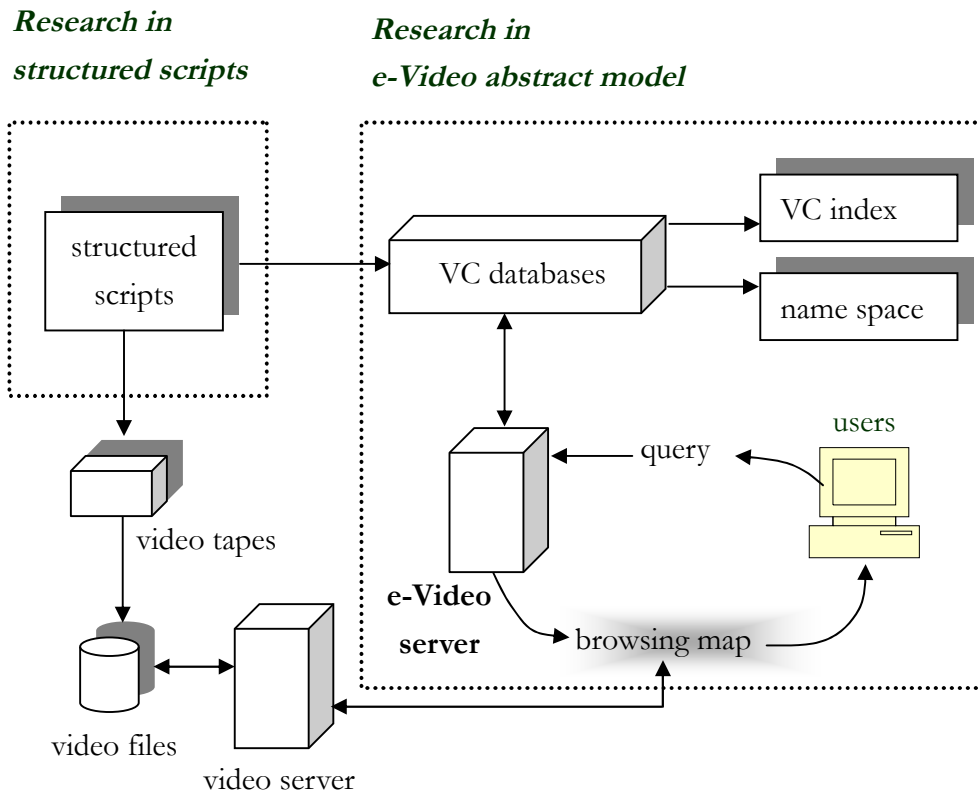 Research in
structured scripts
Research in
e-Video abstract model
structured
scripts
VC databases
VC index
name space
users
query
video tapes
e-Video
server
browsing map
video files
video server